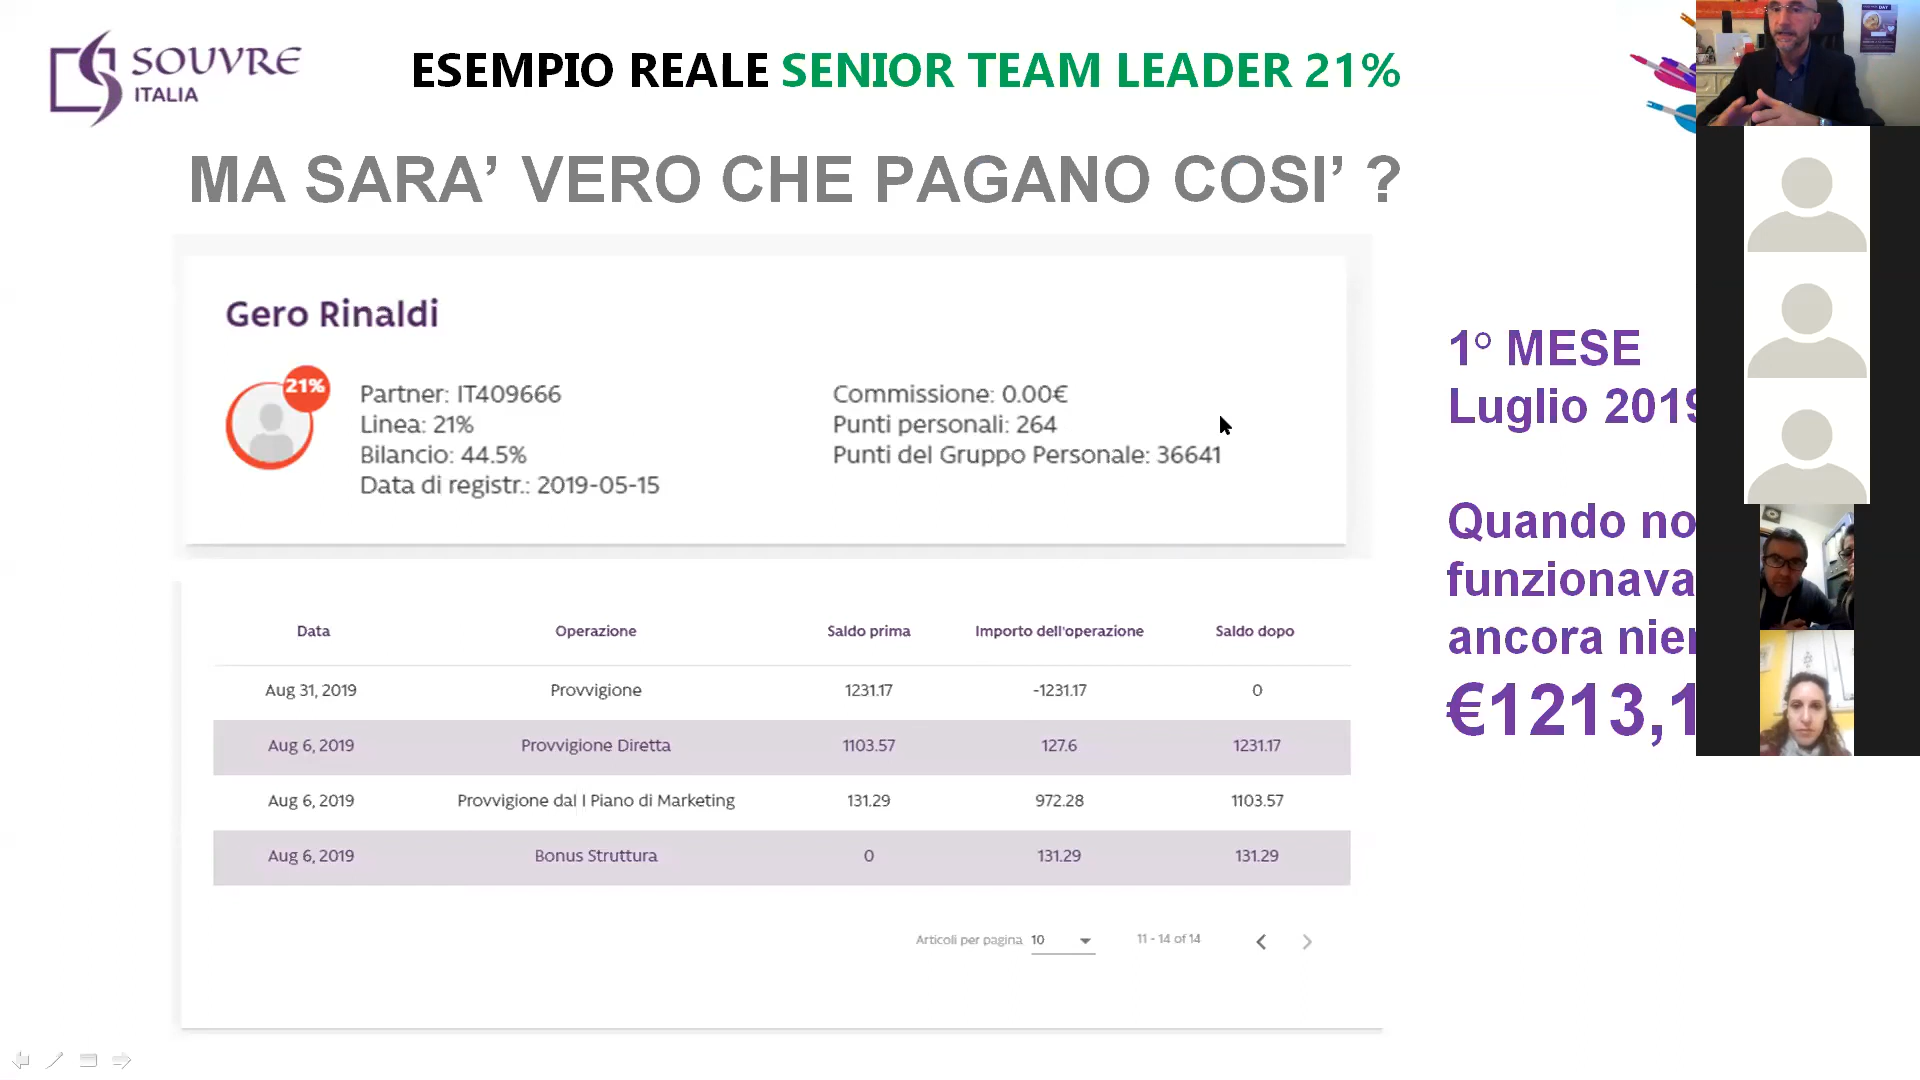 SOUVRE
ITALIA
ESEMPIO REALE SENIOR TEAM LEADER 21%
MA SARA’ VERO CHE PAGANO COSI’ ?
Gero Rinaldi
21%
Partner: IT409666
Linea: 21%
Bilancio: 44.5%
Data di registr.: 2019-05-15
Commissione: 0.00€
Punti personali: 264
Punti del Gruppo Personale: 36641
1° MESE
Luglio 2019
Quando no
funzionava
ancora nie
€1213,1
Data Operazione Saldo prima Importo dell'operazione Saldo dopo
Aug 31, 2019 Provvigione 1231.17 -1231.17 0
Aug 6, 2019 Provvigione Diretta 1103.57 127.6 1231.17
Aug 6, 2019 Provvigione dal I Piano di Marketing 131.29 972.28 1103.57
Aug 6, 2019 Bonus Struttura 0 131.29 131.29
Articoli per pagina 10 11 - 14 of 14